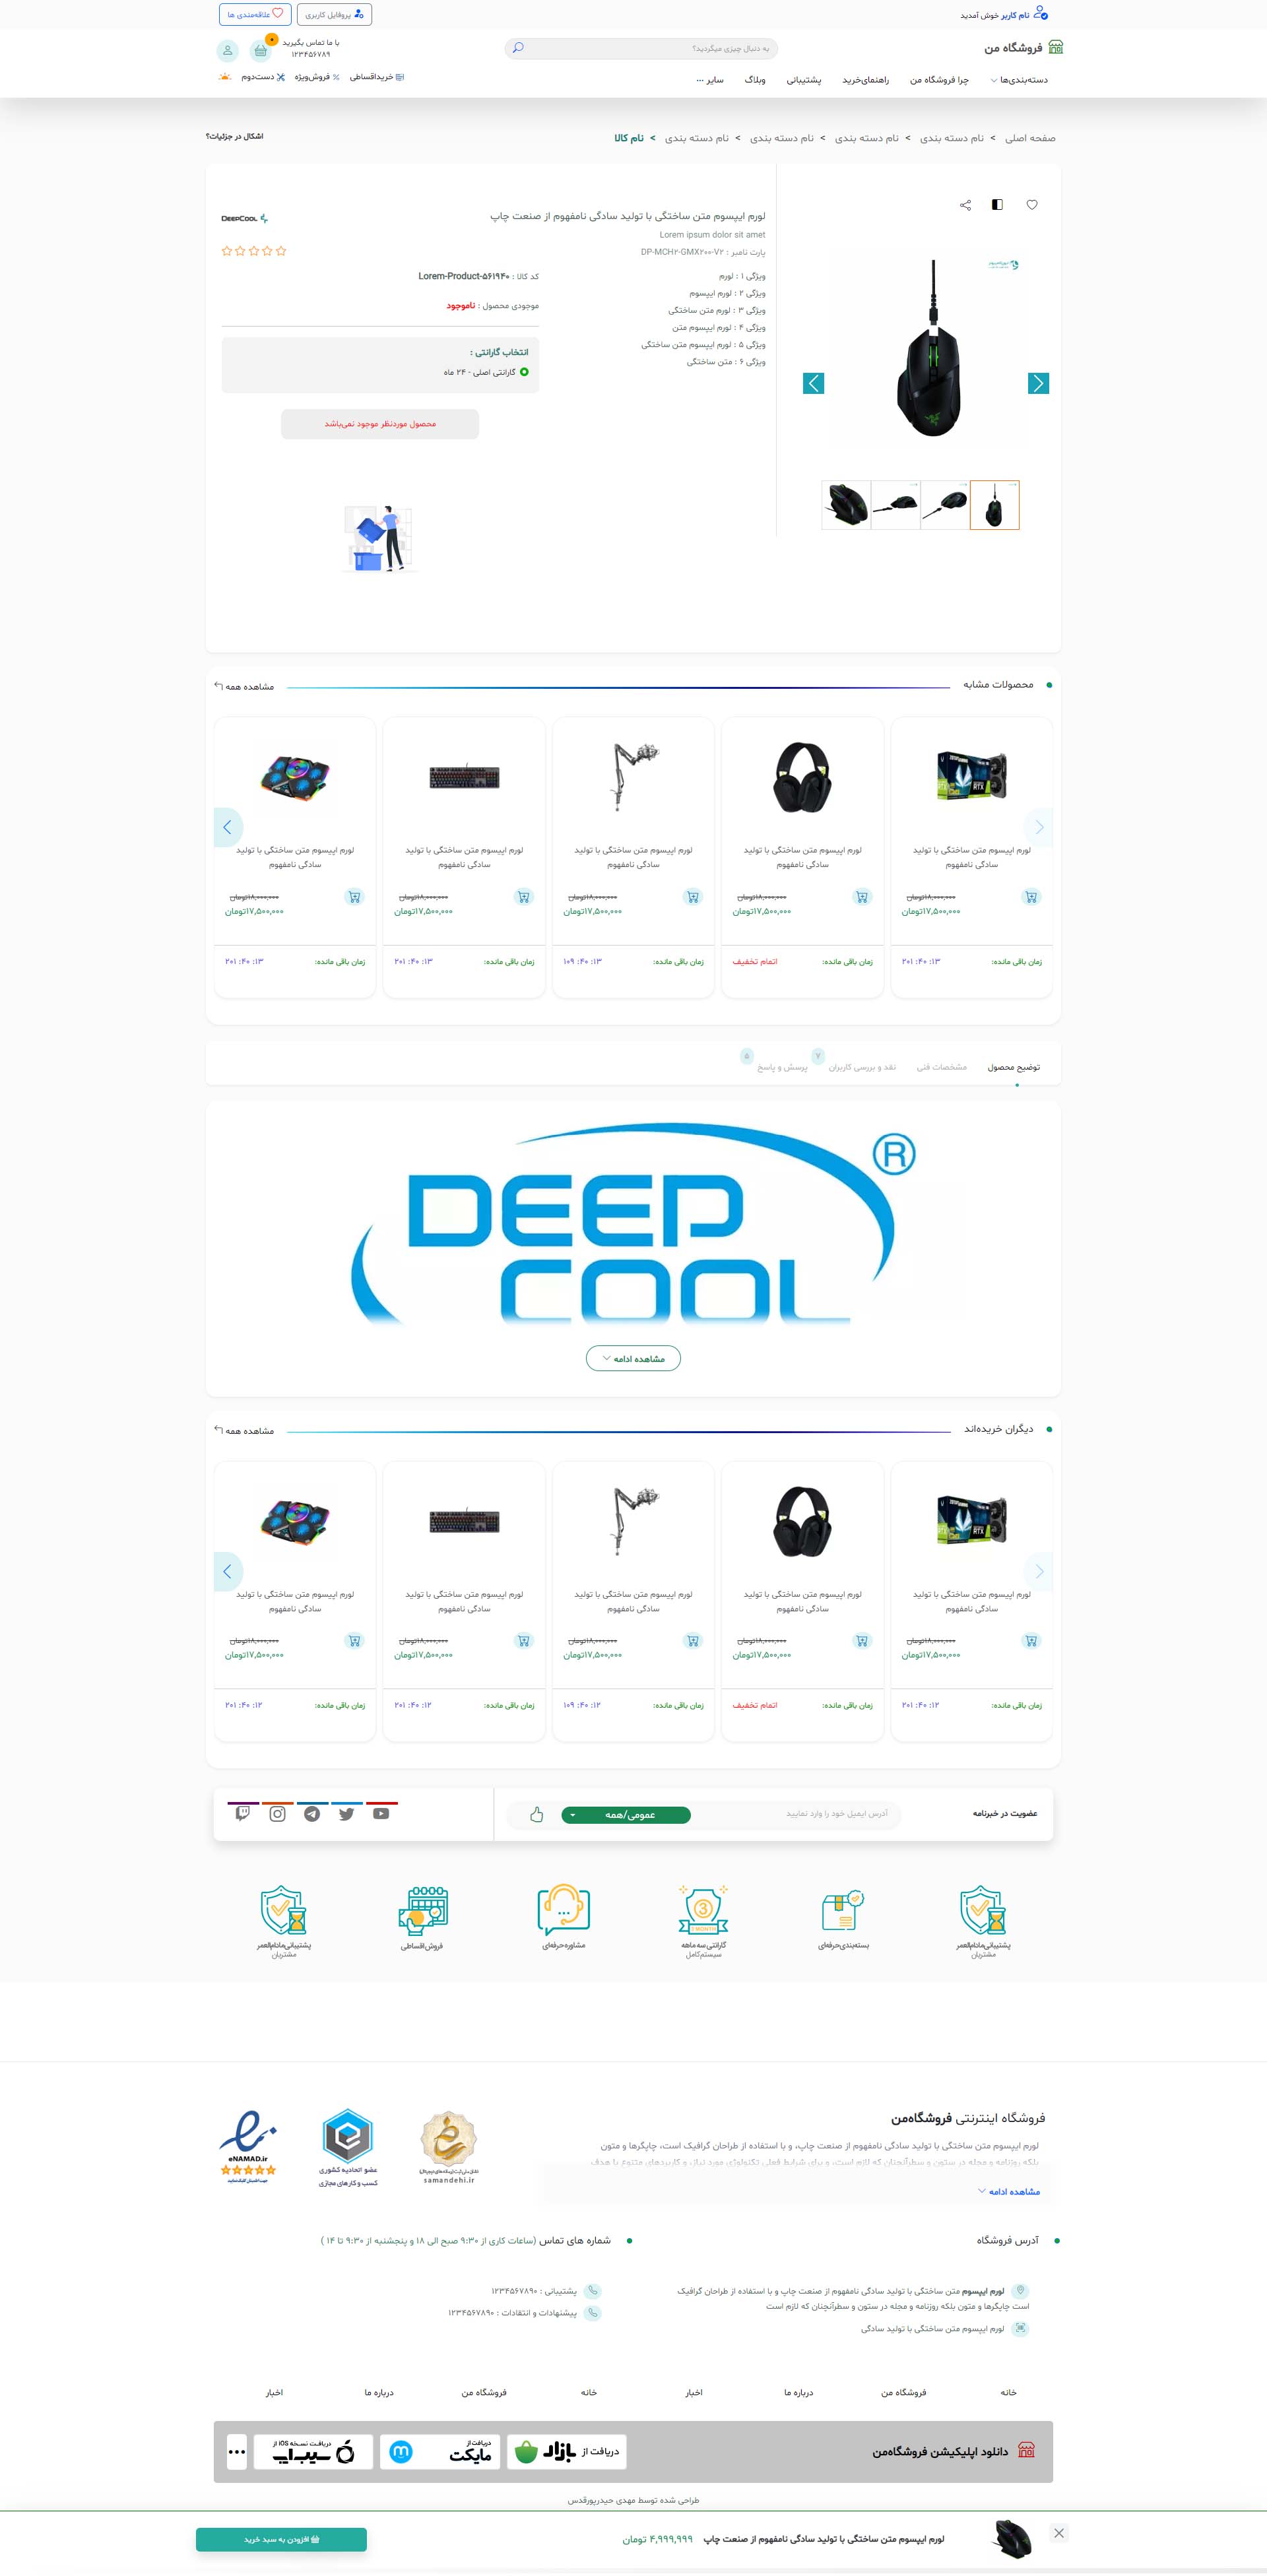 نام کاربر خوش آمدید
پروفایل کاربری
علاقه‌مندی ها
فروشگاه من
به دنبال چیزی میگردید؟
با ما تماس بگیرید
۱۲۳۴۵۶۷۸۹
۰
دسته‌بندی‌ها
چرا فروشگاه من
راهنمای‌خرید
پشتیبانی
وبلاگ
سایر ...
خریداقساطی
فروش‌ویژه
دست‌دوم
صفحه اصلی > نام دسته بندی > نام دسته بندی > نام دسته بندی > نام دسته بندی > نام کالا
اشکال در جزئیات؟
لورم ایپسوم متن ساختگی با تولید سادگی نامفهوم از صنعت چاپ
DEEPCOOL
Lorem ipsum dolor sit amet
پارت نامبر : DP-MCH2-GMX200-V2
ویژگی ۱ : لورم
ویژگی ۲ : لورم ایپسوم
ویژگی ۳ : لورم متن ساختگی
ویژگی ۴ : لورم ایپسوم متن
ویژگی ۵ : لورم ایپسوم متن ساختگی
ویژگی ۶ : متن ساختگی
کد کالا : Lorem-Product-561940
موجودی محصول : ناموجود
انتخاب گارانتی :
گارانتی اصلی - ۲۴ ماه
محصول موردنظر موجود نمی‌باشد
محصولات مشابه
مشاهده همه
لورم ایپسوم متن ساختگی با تولید سادگی نامفهوم
۱۸,۰۰۰,۰۰۰تومان
۱۷,۵۰۰,۰۰۰تومان
زمان باقی مانده: ۱۳: ۴۰: ۲۰۱
لورم ایپسوم متن ساختگی با تولید سادگی نامفهوم
۱۸,۰۰۰,۰۰۰تومان
۱۷,۵۰۰,۰۰۰تومان
زمان باقی مانده: اتمام تخفیف
لورم ایپسوم متن ساختگی با تولید سادگی نامفهوم
۱۸,۰۰۰,۰۰۰تومان
۱۷,۵۰۰,۰۰۰تومان
زمان باقی مانده: ۱۳: ۴۰: ۱۰۹
لورم ایپسوم متن ساختگی با تولید سادگی نامفهوم
۱۸,۰۰۰,۰۰۰تومان
۱۷,۵۰۰,۰۰۰تومان
زمان باقی مانده: ۱۳: ۴۰: ۲۰۱
لورم ایپسوم متن ساختگی با تولید سادگی نامفهوم
۱۸,۰۰۰,۰۰۰تومان
۱۷,۵۰۰,۰۰۰تومان
زمان باقی مانده: ۱۳: ۴۰: ۲۰۱
توضیح محصول
مشخصات فنی
نقد و بررسی کاربران ۷
پرسش و پاسخ ۵
DEEP
COOL
®
مشاهده ادامه
دیگران خریده‌اند
مشاهده همه
لورم ایپسوم متن ساختگی با تولید سادگی نامفهوم
۱۸,۰۰۰,۰۰۰تومان
۱۷,۵۰۰,۰۰۰تومان
زمان باقی مانده: ۱۲: ۴۰: ۲۰۱
لورم ایپسوم متن ساختگی با تولید سادگی نامفهوم
۱۸,۰۰۰,۰۰۰تومان
۱۷,۵۰۰,۰۰۰تومان
زمان باقی مانده: اتمام تخفیف
لورم ایپسوم متن ساختگی با تولید سادگی نامفهوم
۱۸,۰۰۰,۰۰۰تومان
۱۷,۵۰۰,۰۰۰تومان
زمان باقی مانده: ۱۲: ۴۰: ۱۰۹
لورم ایپسوم متن ساختگی با تولید سادگی نامفهوم
۱۸,۰۰۰,۰۰۰تومان
۱۷,۵۰۰,۰۰۰تومان
زمان باقی مانده: ۱۲: ۴۰: ۲۰۱
لورم ایپسوم متن ساختگی با تولید سادگی نامفهوم
۱۸,۰۰۰,۰۰۰تومان
۱۷,۵۰۰,۰۰۰تومان
زمان باقی مانده: ۱۲: ۴۰: ۲۰۱
عضویت در خبرنامه
آدرس ایمیل خود را وارد نمایید
عمومی/همه
پشتیبانی مادام‌العمر
مشتریان
بسته‌بندی حرفه‌ای
3
MONTH
گارانتی سه ماهه
سیستم کامل
مشاوره حرفه‌ای
فروش اقساطی
پشتیبانی مادام‌العمر
مشتریان
فروشگاه اینترنتی فروشگاه‌من
لورم ایپسوم متن ساختگی با تولید سادگی نامفهوم از صنعت چاپ، و با استفاده از طراحان گرافیک است، چاپگرها و متون
بلکه روزنامه و مجله در ستون و سطرآنچنان که لازم است، و برای شرایط فعلی تکنولوژی مورد نیاز، و کاربردهای متنوع با هدف
مشاهده ادامه
samandehi.ir
عضو اتحادیه کشوری
کسب و کارهای مجازی
eNAMAD.ir
آدرس فروشگاه
شماره های تماس (ساعات کاری از ۹:۳۰ صبح الی ۱۸ و پنجشنبه از ۹:۳۰ تا ۱۴ )
لورم ایپسوم متن ساختگی با تولید سادگی نامفهوم از صنعت چاپ و با استفاده از طراحان گرافیک
است چاپگرها و متون بلکه روزنامه و مجله در ستون و سطرآنچنان که لازم است
لورم ایپسوم متن ساختگی با تولید سادگی
پشتیبانی : ۱۲۳۴۵۶۷۸۹۰
پیشنهادات و انتقادات : ۱۲۳۴۵۶۷۸۹۰
خانه
فروشگاه من
درباره ما
اخبار
خانه
فروشگاه من
درباره ما
اخبار
دانلود اپلیکیشن فروشگاه‌من
دریافت از بازار
دریافت از
مایکت
دریافت نسخه iOS از
سیب‌اپ
...
طراحی شده توسط مهدی حیدرپورقدس
لورم ایپسوم متن ساختگی با تولید سادگی نامفهوم از صنعت چاپ ۴,۹۹۹,۹۹۹ تومان
افزودن به سبد خرید